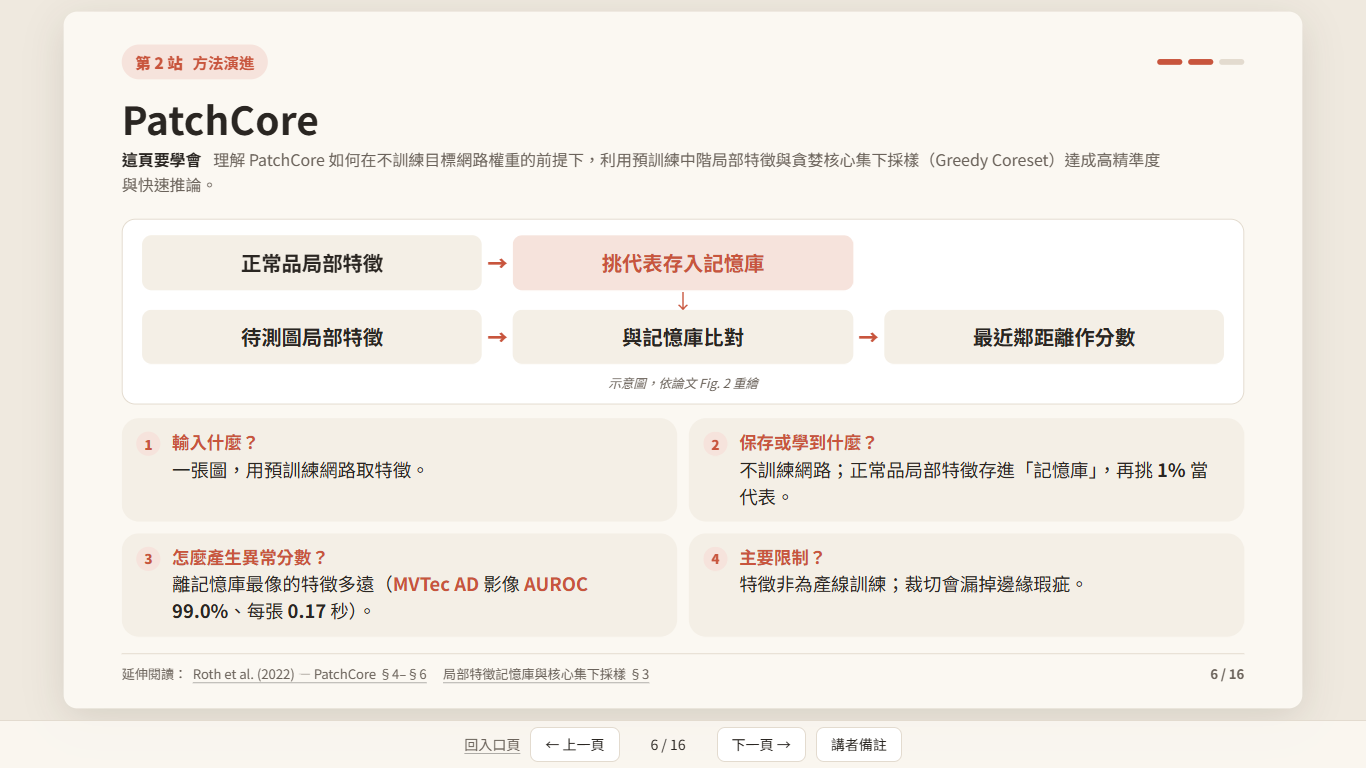 第 2 站 方法演進
PatchCore
這頁要學會 理解 PatchCore 如何在不訓練目標網路權重的前提下，利用預訓練中階局部特徵與貪婪核心集下採樣（Greedy Coreset）達成高精準度
與快速推論。
正常品局部特徵 → 挑代表存入記憶庫
↓
待測圖局部特徵 → 與記憶庫比對 → 最近鄰距離作分數
示意圖，依論文 Fig. 2 重繪
1 輸入什麼？
一張圖，用預訓練網路取特徵。
2 保存或學到什麼？
不訓練網路；正常品局部特徵存進「記憶庫」，再挑 1% 當
代表。
3 怎麼產生異常分數？
離記憶庫最像的特徵多遠（MVTec AD 影像 AUROC
99.0%、每張 0.17 秒）。
4 主要限制？
特徵非為產線訓練；裁切會漏掉邊緣瑕疵。
延伸閱讀： Roth et al. (2022) — PatchCore §4–§6 局部特徵記憶庫與核心集下採樣 §3
6 / 16
回入口頁 ← 上一頁 6 / 16 下一頁 → 講者備註